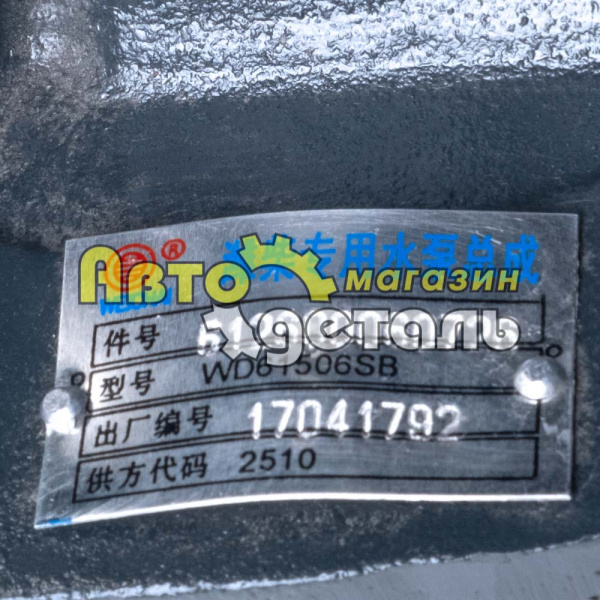 ® 柴专用水泵总成
Авто магазин
деталь
件号
型号 WD61506SB
出厂编号 17041792
供方代码 2510